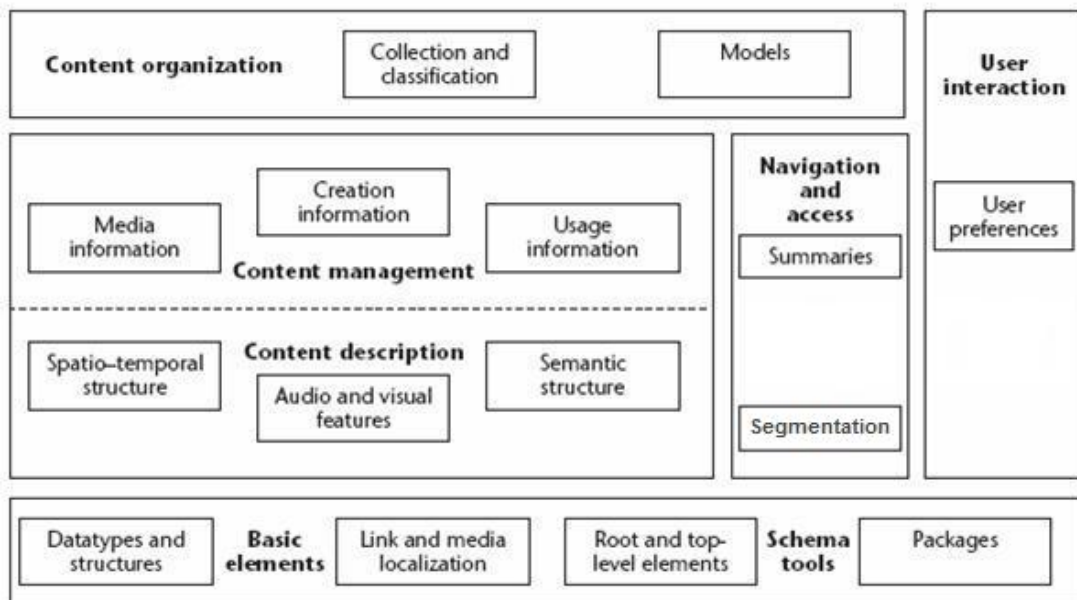 Content organization
Collection and
classification
Models
User
interaction
User
preferences
Media
information
Creation
information
Usage
information
Content management
Content description
Spatio–temporal
structure
Audio and visual
features
Semantic
structure
Navigation
and
access
Summaries
Segmentation
Datatypes and
structures
Basic
elements
Link and media
localization
Root and top-
level elements
Schema
tools
Packages